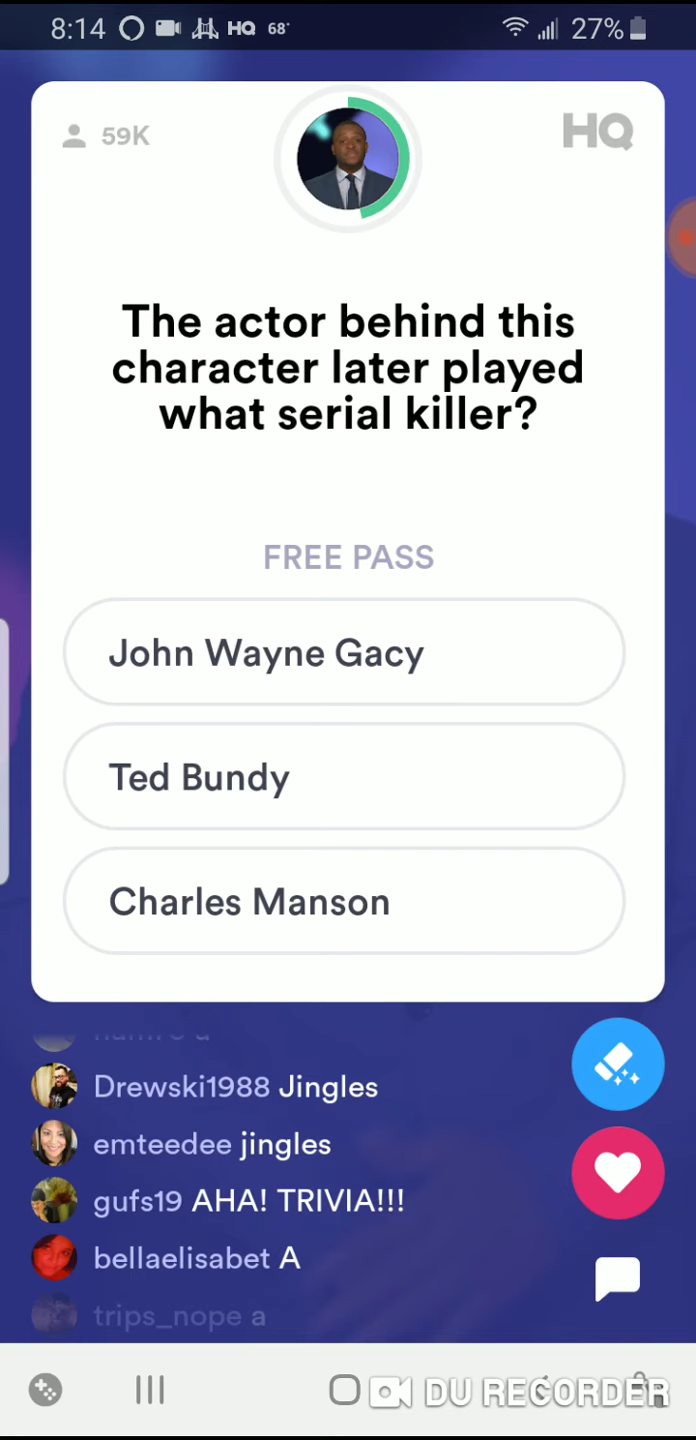 8:14 HQ 68° 27%
59K
HQ
The actor behind this
character later played
what serial killer?
FREE PASS
John Wayne Gacy
Ted Bundy
Charles Manson
Drewski1988 Jingles
emteedee jingles
gufs19 AHA! TRIVIA!!!
bellaelisabet A
trips_nope a
DU RECORDER